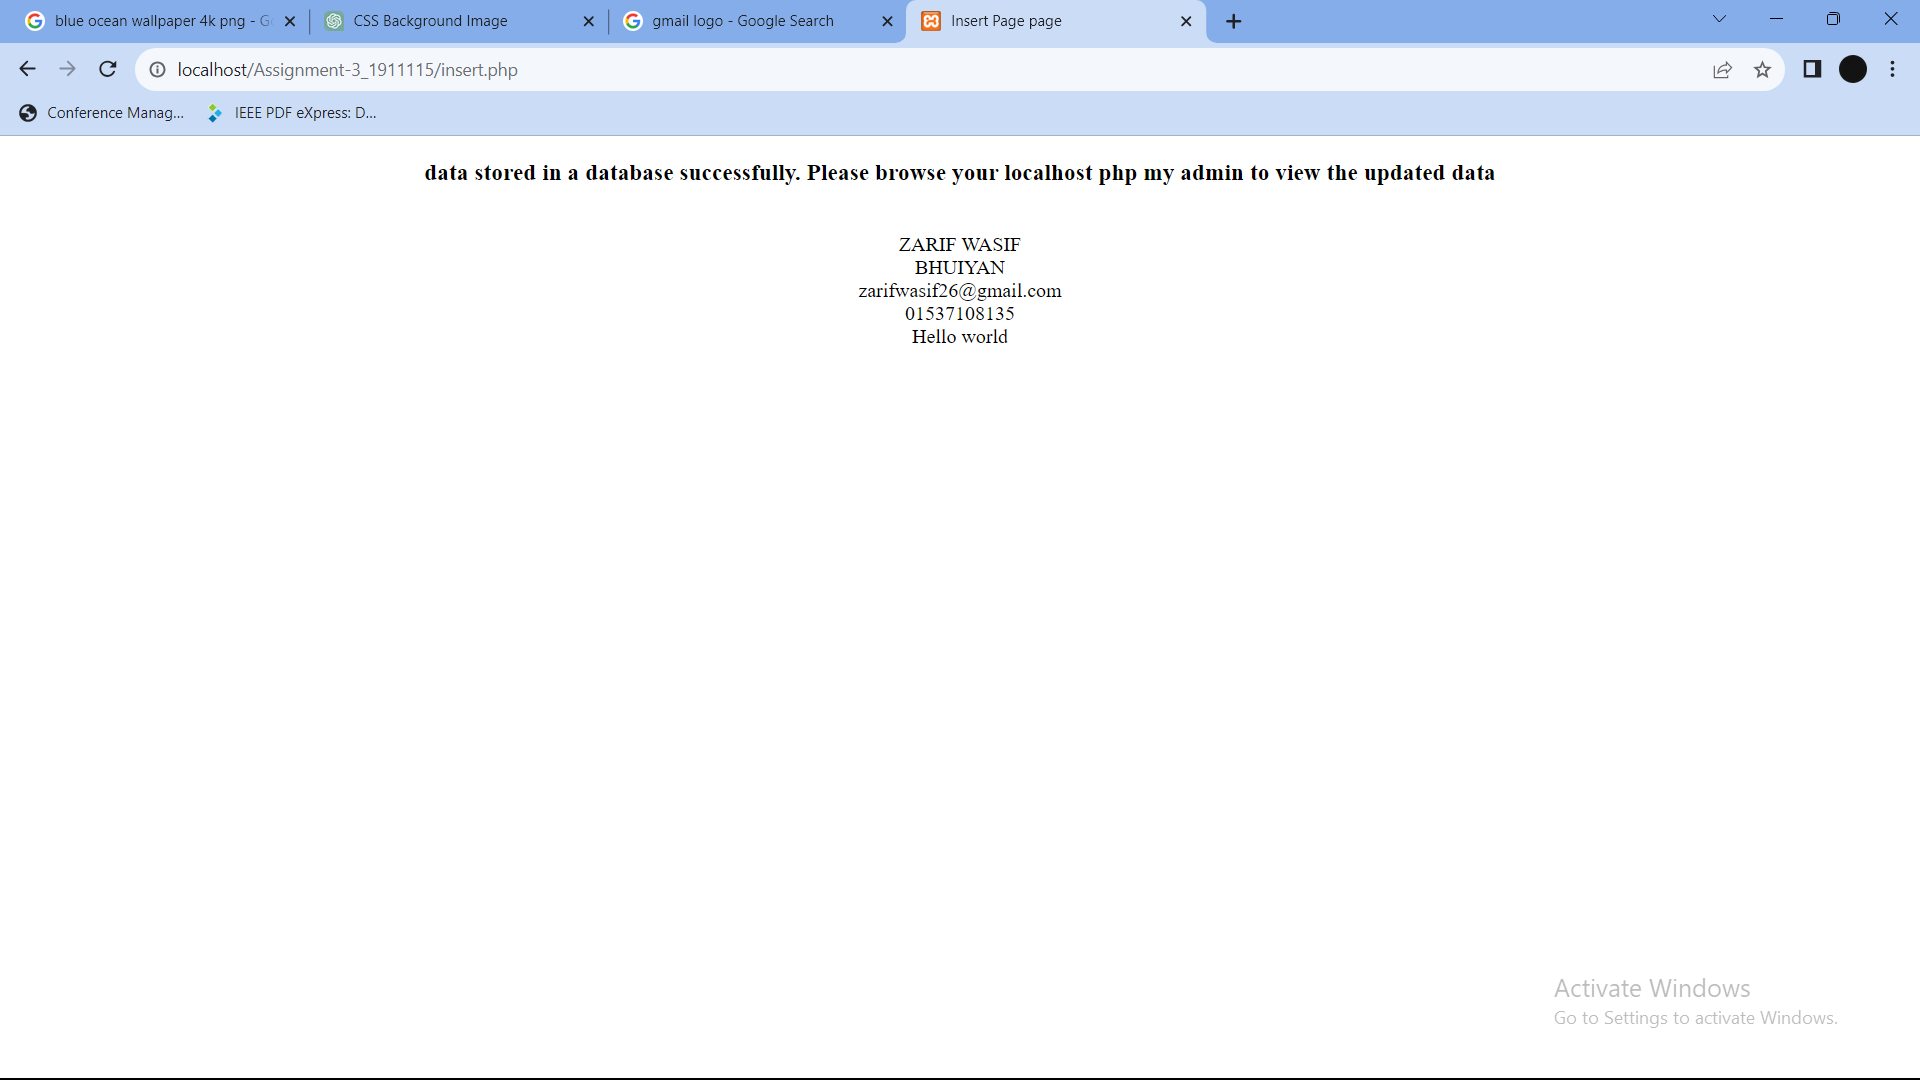 blue ocean wallpaper 4k png - G
CSS Background Image
gmail logo - Google Search
Insert Page page
localhost/Assignment-3_1911115/insert.php
Conference Manag...
IEEE PDF eXpress: D...
data stored in a database successfully. Please browse your localhost php my admin to view the updated data
ZARIF WASIF
BHUIYAN
zarifwasif26@gmail.com
01537108135
Hello world
Activate Windows
Go to Settings to activate Windows.